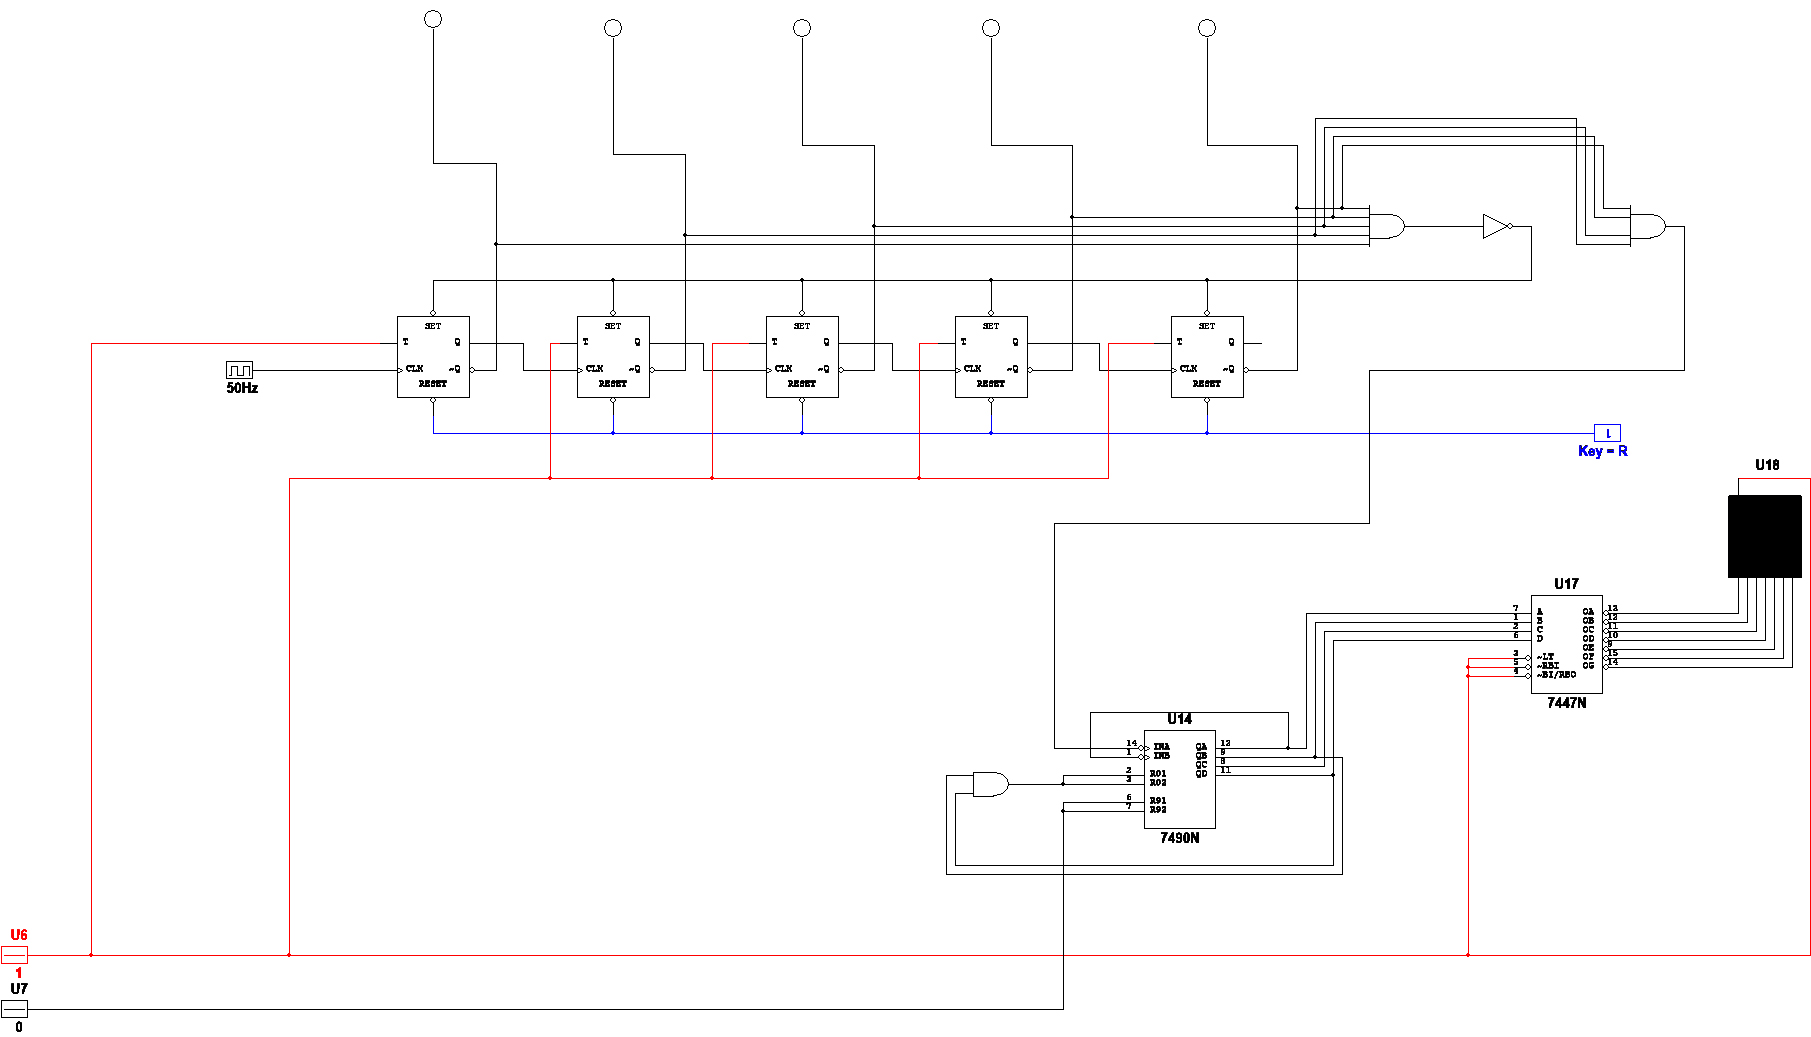 SET
T Q
CLK ~Q
RESET
SET
T Q
CLK ~Q
RESET
SET
T Q
CLK ~Q
RESET
SET
T Q
CLK ~Q
RESET
SET
T Q
CLK ~Q
RESET
50Hz
Key = R
U18
U17
7 A OA 13
1 B OB 12
2 C OC 11
6 D OD 10
OE 9
3 ~LT OF 15
5 ~RBI OG 14
4 ~BI/RBO
7447N
U14
14 INA QA 12
1 INB QB 9
QC 8
2 R01 QD 11
3 R02
6 R91
7 R92
7490N
U6
1
U7
0